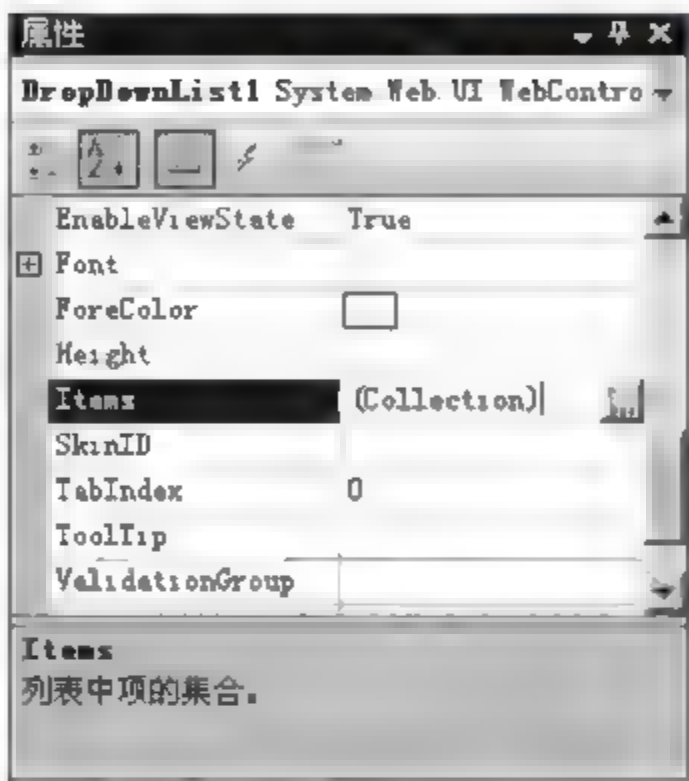 属性
DropDownList1 System.Web.UI.WebContro
EnableViewState True
Font
ForeColor
Height
Items (Collection)
SkinID
TabIndex 0
ToolTip
ValidationGroup
Items
列表中项的集合。